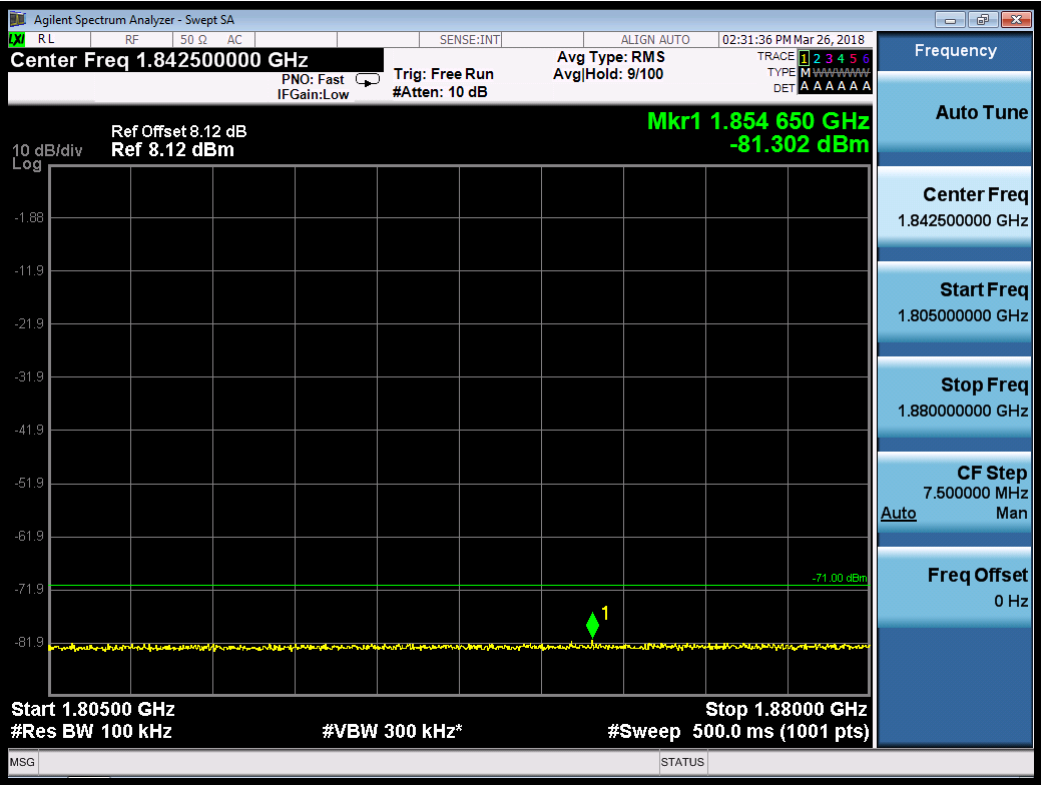 Agilent Spectrum Analyzer - Swept SA
LXI RL RF 50 Ω AC SENSE:INT ALIGN AUTO 02:31:36 PM Mar 26, 2018
Center Freq 1.842500000 GHz
PNO: Fast
IFGain:Low
Trig: Free Run
#Atten: 10 dB
Avg Type: RMS
Avg|Hold: 9/100
TRACE 1 2 3 4 5 6
TYPE M WWWWW
DET A A A A A A
Mkr1 1.854 650 GHz
-81.302 dBm
Ref Offset 8.12 dB
10 dB/div Ref 8.12 dBm
Log
-1.88
-11.9
-21.9
-31.9
-41.9
-51.9
-61.9
-71.00 dBm
-71.9
1
-81.9
Start 1.80500 GHz Stop 1.88000 GHz
#Res BW 100 kHz #VBW 300 kHz* #Sweep 500.0 ms (1001 pts)
MSG STATUS
Frequency
Auto Tune
Center Freq
1.842500000 GHz
Start Freq
1.805000000 GHz
Stop Freq
1.880000000 GHz
CF Step
7.500000 MHz
Auto Man
Freq Offset
0 Hz